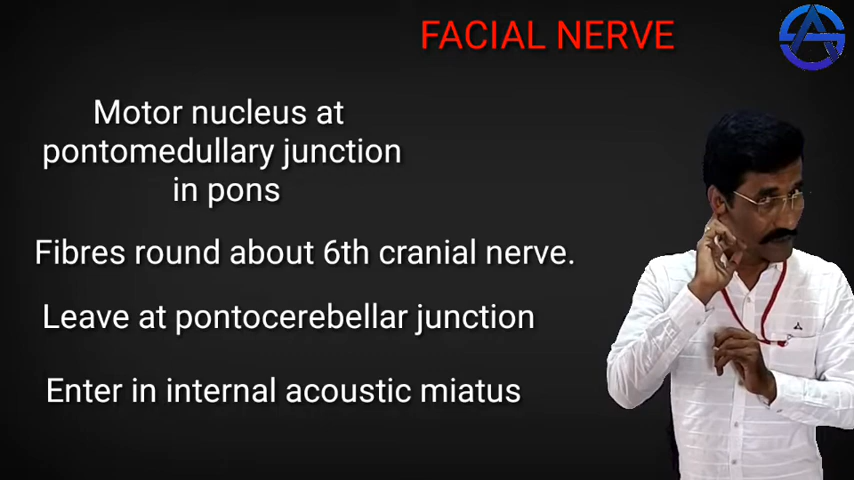 FACIAL NERVE
Motor nucleus at
pontomedullary junction
in pons
Fibres round about 6th cranial nerve.
Leave at pontocerebellar junction
Enter in internal acoustic miatus